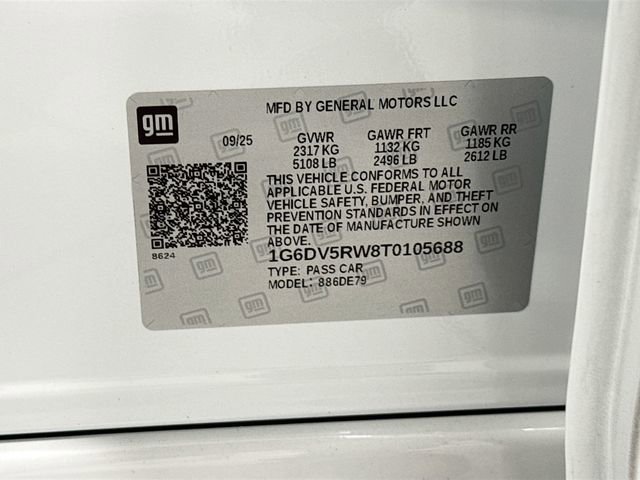 gm
MFD BY GENERAL MOTORS LLC
09/25
GVWR GAWR FRT GAWR RR
2317 KG 1132 KG 1185 KG
5108 LB 2496 LB 2612 LB
THIS VEHICLE CONFORMS TO ALL
APPLICABLE U.S. FEDERAL MOTOR
VEHICLE SAFETY, BUMPER, AND THEFT
PREVENTION STANDARDS IN EFFECT ON
THE DATE OF MANUFACTURE SHOWN
ABOVE.
8624
1G6DV5RW8T0105688
TYPE: PASS CAR
MODEL: 886DE79